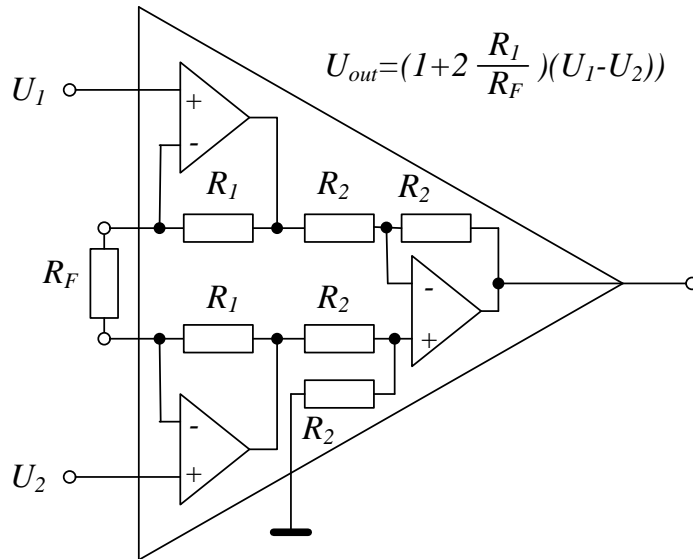 U_out=(1+2 R_1/R_F )(U_1-U_2))
U_1
+
-
R_1
R_2
R_2
R_F
-
R_1
R_2
+
-
R_2
U_2
+